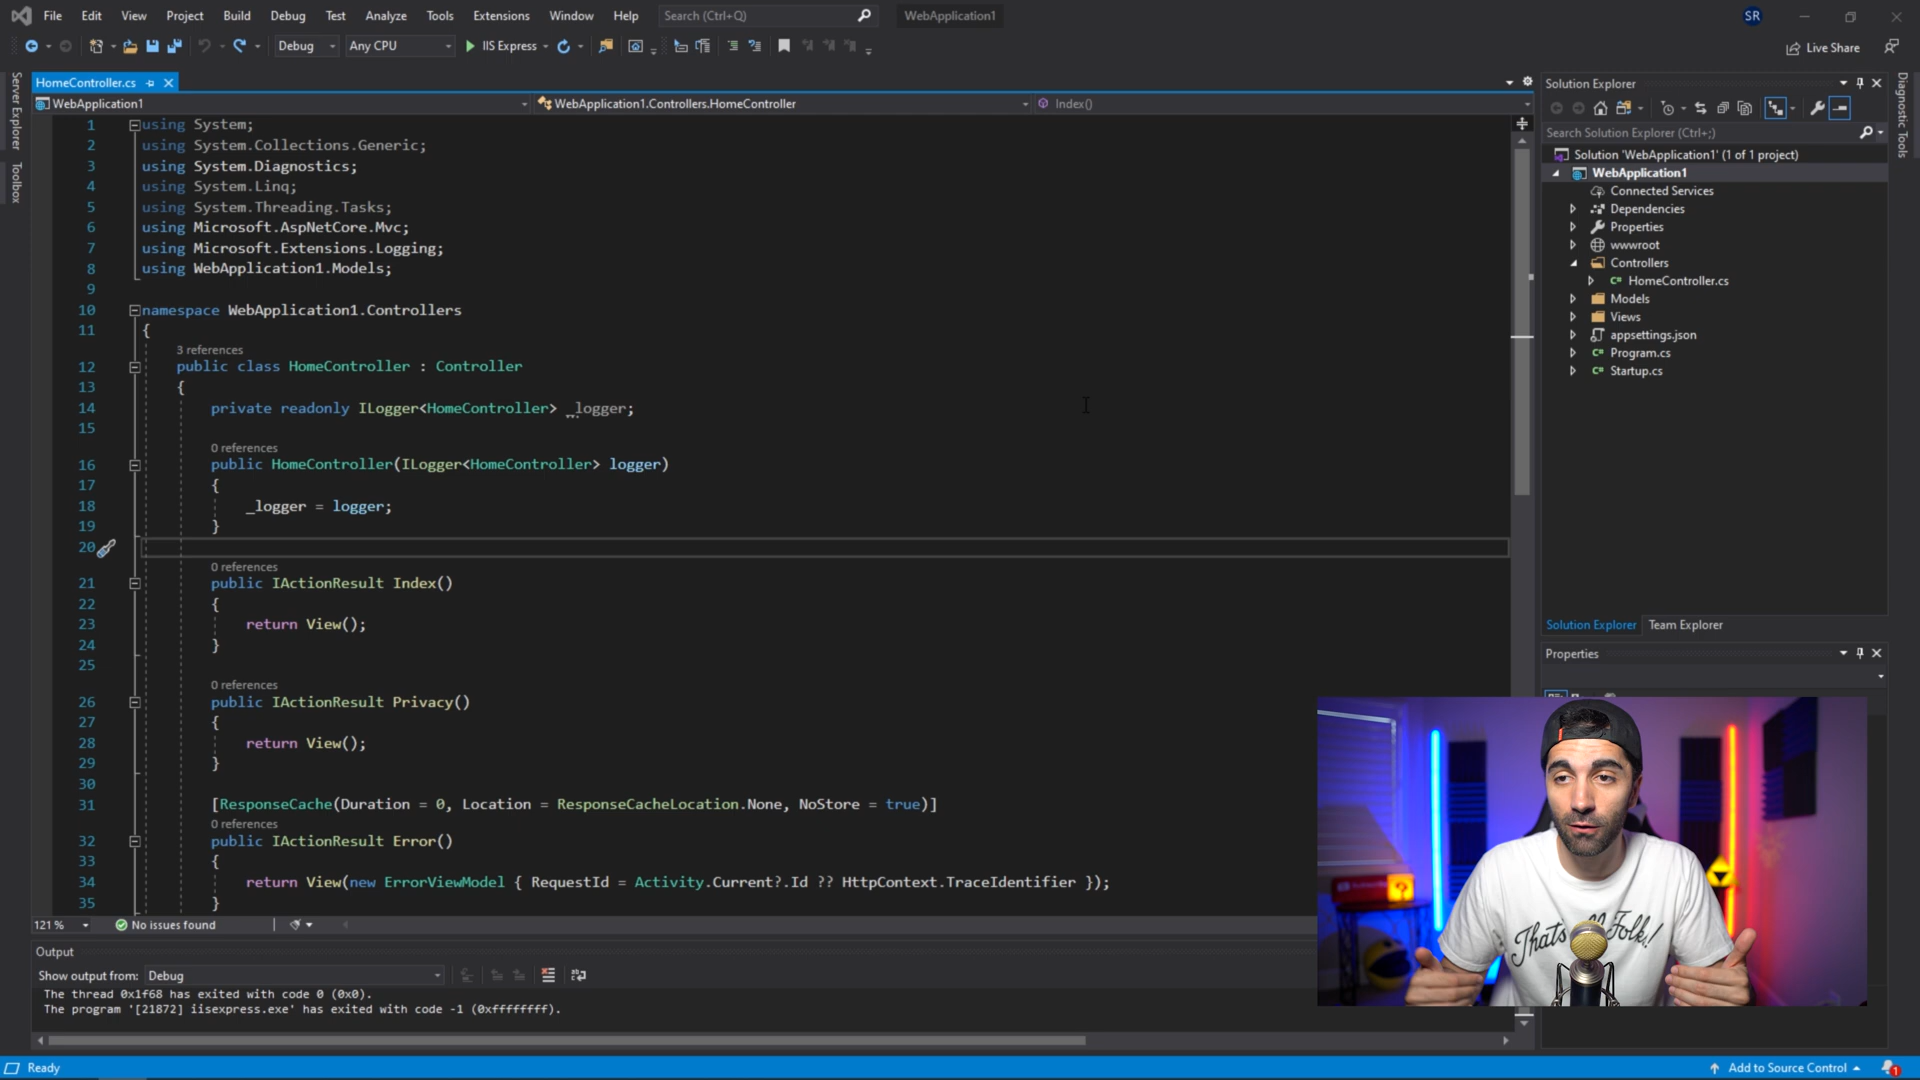 File Edit View Project Build Debug Test Analyze Tools Extensions Window Help Search (Ctrl+Q) WebApplication1 SR
Debug Any CPU IIS Express Live Share
Server Explorer
Toolbox
HomeController.cs
WebApplication1 WebApplication1.Controllers.HomeController Index()
1 using System;
2 using System.Collections.Generic;
3 using System.Diagnostics;
4 using System.Linq;
5 using System.Threading.Tasks;
6 using Microsoft.AspNetCore.Mvc;
7 using Microsoft.Extensions.Logging;
8 using WebApplication1.Models;
9
10 namespace WebApplication1.Controllers
11 {
3 references
12 public class HomeController : Controller
13 {
14 private readonly ILogger<HomeController> _logger;
15
0 references
16 public HomeController(ILogger<HomeController> logger)
17 {
18 _logger = logger;
19 }
20
0 references
21 public IActionResult Index()
22 {
23 return View();
24 }
25
0 references
26 public IActionResult Privacy()
27 {
28 return View();
29 }
30
31 [ResponseCache(Duration = 0, Location = ResponseCacheLocation.None, NoStore = true)]
0 references
32 public IActionResult Error()
33 {
34 return View(new ErrorViewModel { RequestId = Activity.Current?.Id ?? HttpContext.TraceIdentifier });
35 }
121 % No issues found
Output
Show output from: Debug
The thread 0x1f68 has exited with code 0 (0x0).
The program '[21872] iisexpress.exe' has exited with code -1 (0xffffffff).
Ready
Solution Explorer
Search Solution Explorer (Ctrl+;)
Solution 'WebApplication1' (1 of 1 project)
WebApplication1
Connected Services
Dependencies
Properties
wwwroot
Controllers
C# HomeController.cs
Models
Views
appsettings.json
C# Program.cs
C# Startup.cs
Solution Explorer Team Explorer
Properties
That's all Folks!
Diagnostic Tools
Add to Source Control 1